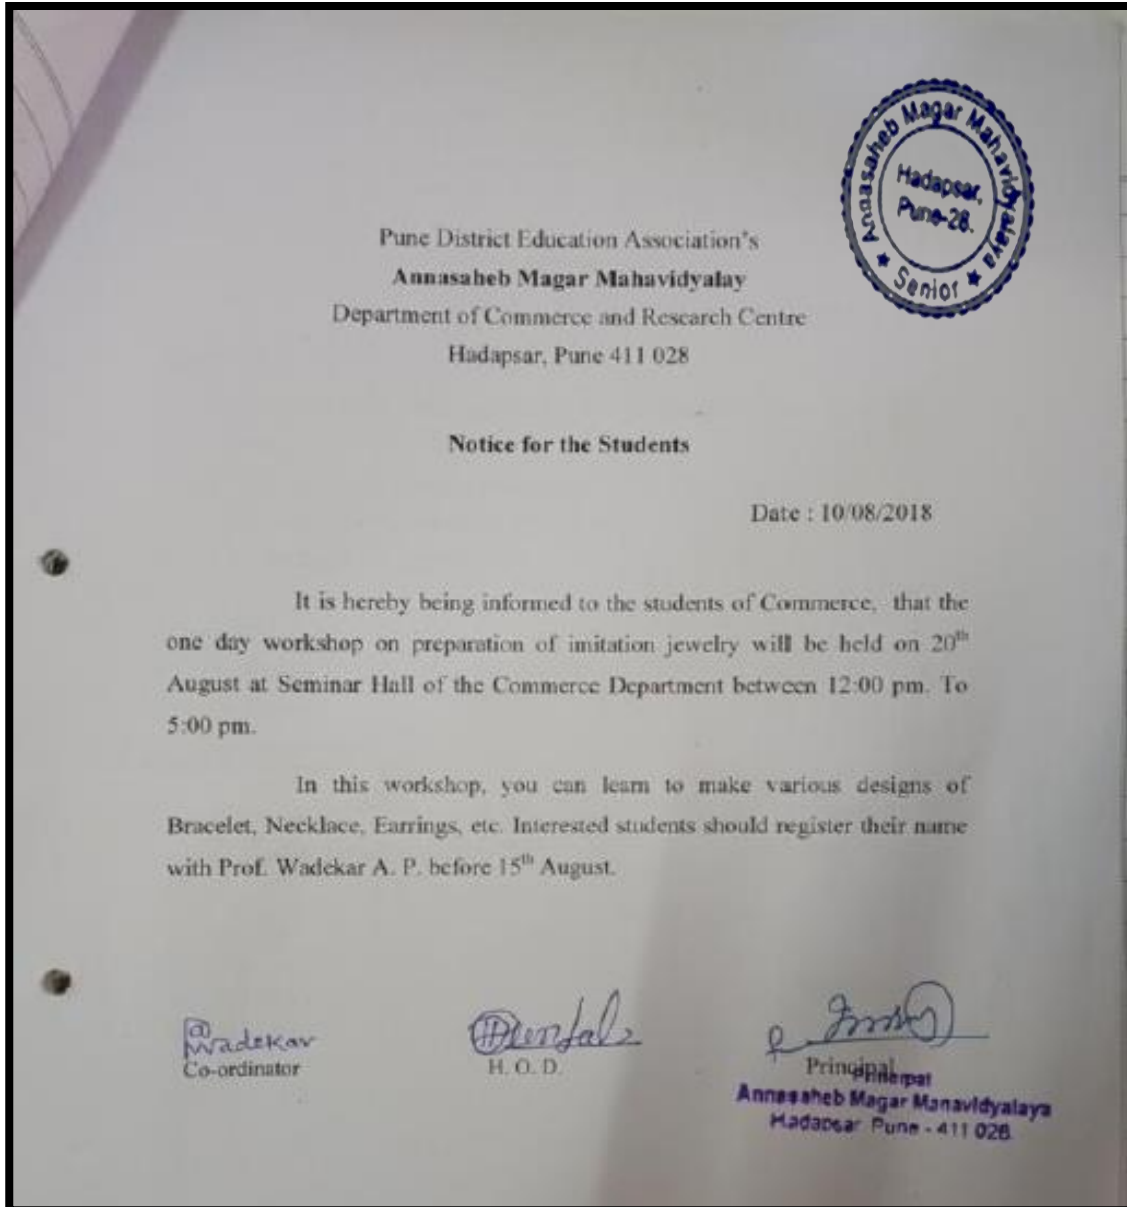 Annasaheb Magar Mahavidyalaya
Hadapsar,
Pune-28.
★ Senior ★
Pune District Education Association's
Annasaheb Magar Mahavidyalay
Department of Commerce and Research Centre
Hadapsar, Pune 411 028
Notice for the Students
Date : 10/08/2018
It is hereby being informed to the students of Commerce, that the
one day workshop on preparation of imitation jewelry will be held on 20th
August at Seminar Hall of the Commerce Department between 12:00 pm. To
5:00 pm.
In this workshop, you can learn to make various designs of
Bracelet, Necklace, Earrings, etc. Interested students should register their name
with Prof. Wadekar A. P. before 15th August.
Wadekar
Co-ordinator
H. O. D.
Principal
Principal
Annasaheb Magar Mahavidyalaya
Hadapsar Pune - 411 028.